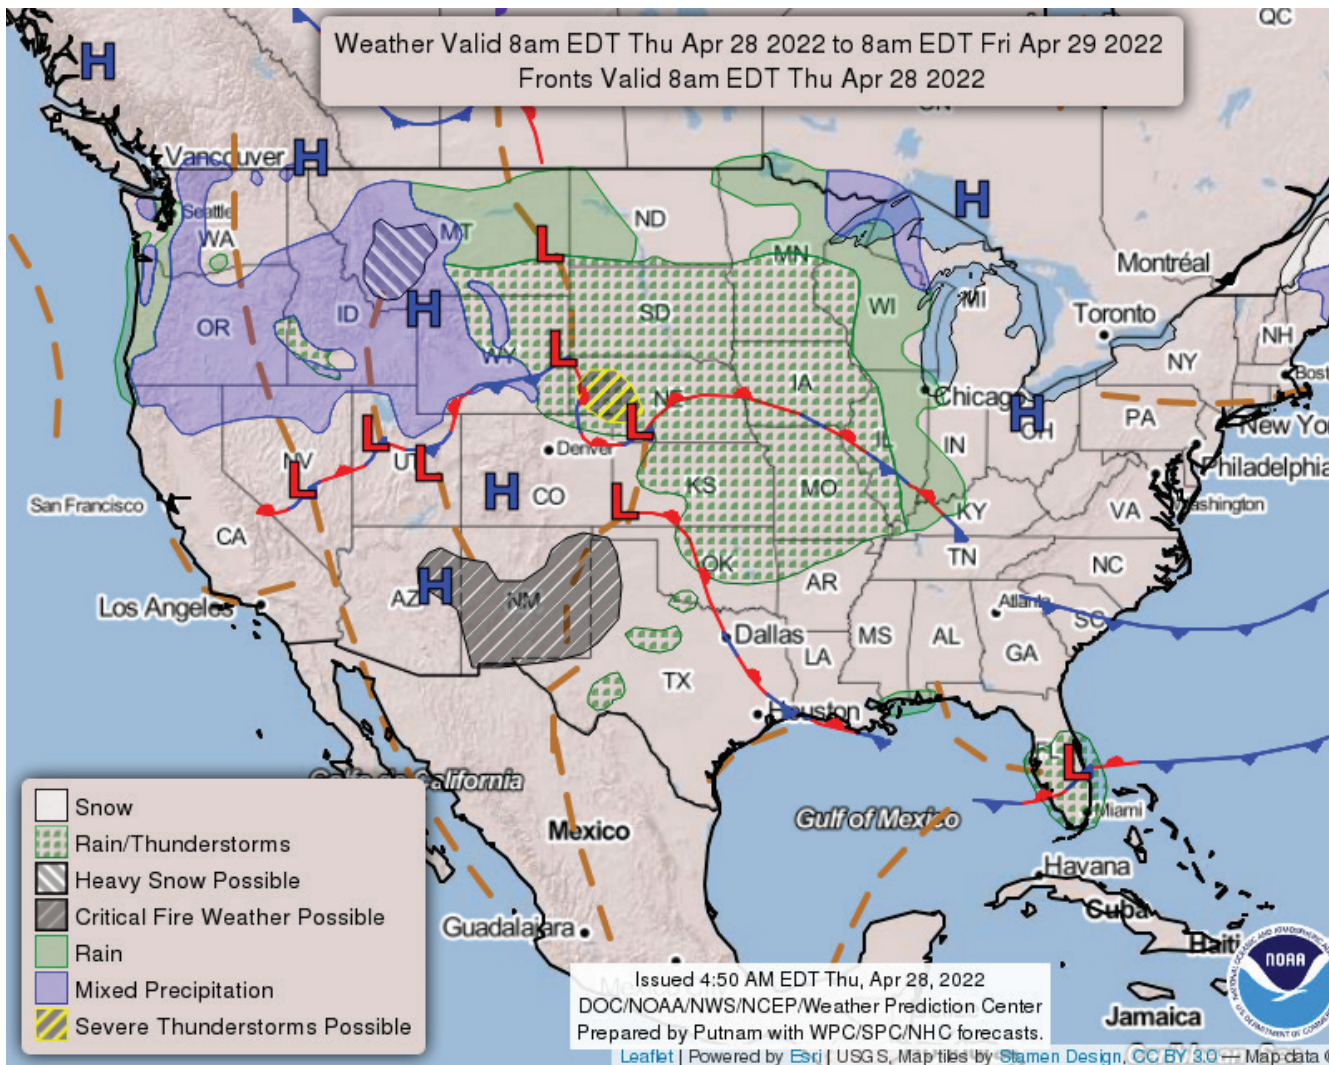 QC
Weather Valid 8am EDT Thu Apr 28 2022 to 8am EDT Fri Apr 29 2022
Fronts Valid 8am EDT Thu Apr 28 2022
ON
H
Vancouver
H
H
Seattle
ND
WA
MT
L
MN
Montréal
H
OR
ID
SD
WI
MI
Toronto
NH
WY
L
NY
Bost
IA
NE
Chicago
H
OH
PA
New Yor
L
L
Denver
IL
IN
Philadelphia
NV
UT
L
L
H
CO
KS
MO
KY
VA
Washington
San Francisco
L
CA
TN
NC
OK
AR
H
AZ
NM
Atlanta
SC
Los Angeles
Dallas
MS
AL
GA
LA
TX
Houston
FL
L
Golfo de California
Miami
Gulf of Mexico
Mexico
Havana
Cuba
Guadalajara
Haiti
Jamaica
Snow
Rain/Thunderstorms
Heavy Snow Possible
Critical Fire Weather Possible
Rain
Mixed Precipitation
Severe Thunderstorms Possible
NOAA
Issued 4:50 AM EDT Thu, Apr 28, 2022
DOC/NOAA/NWS/NCEP/Weather Prediction Center
Prepared by Putnam with WPC/SPC/NHC forecasts.
Leaflet | Powered by Esri | USGS, Map tiles by Stamen Design, CC BY 3.0 — Map data ©